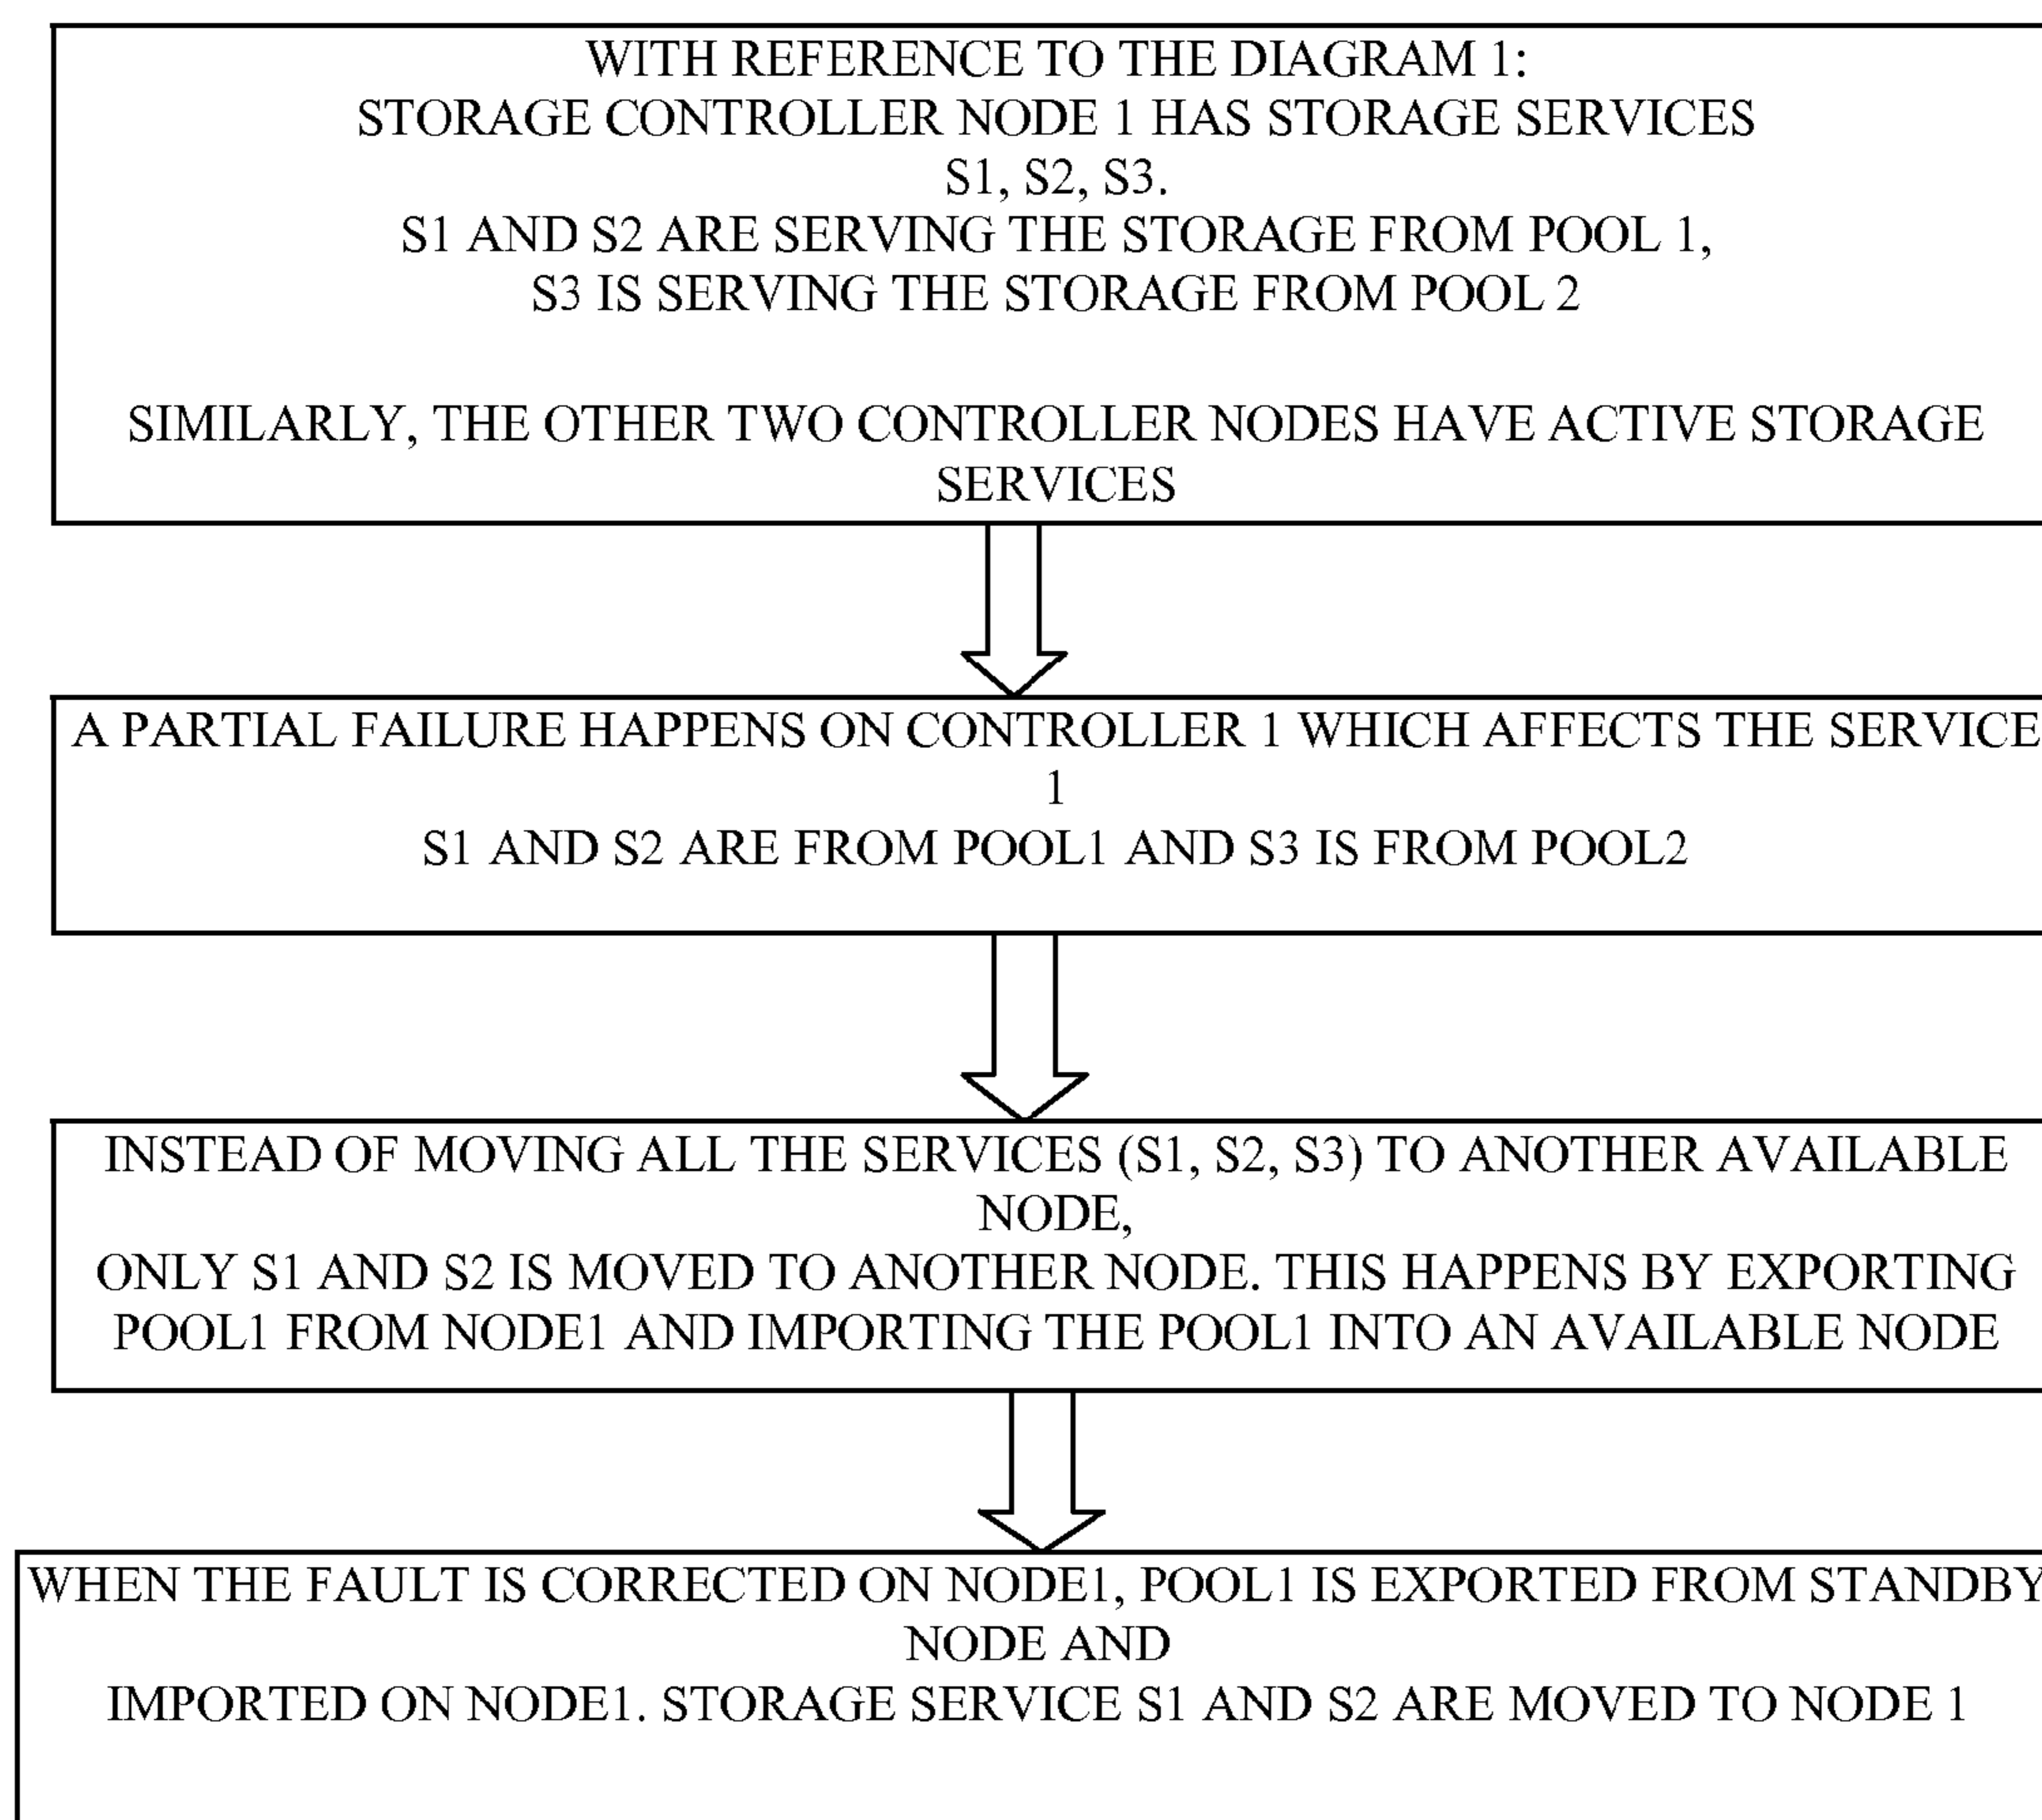 WITH REFERENCE TO THE DIAGRAM 1:
STORAGE CONTROLLER NODE 1 HAS STORAGE SERVICES
S1, S2, S3.
S1 AND S2 ARE SERVING THE STORAGE FROM POOL 1,
S3 IS SERVING THE STORAGE FROM POOL 2
SIMILARLY, THE OTHER TWO CONTROLLER NODES HAVE ACTIVE STORAGE
SERVICES
A PARTIAL FAILURE HAPPENS ON CONTROLLER 1 WHICH AFFECTS THE SERVICE
1
S1 AND S2 ARE FROM POOL1 AND S3 IS FROM POOL2
INSTEAD OF MOVING ALL THE SERVICES (S1, S2, S3) TO ANOTHER AVAILABLE
NODE,
ONLY S1 AND S2 IS MOVED TO ANOTHER NODE. THIS HAPPENS BY EXPORTING
POOL1 FROM NODE1 AND IMPORTING THE POOL1 INTO AN AVAILABLE NODE
WHEN THE FAULT IS CORRECTED ON NODE1, POOL1 IS EXPORTED FROM STANDBY
NODE AND
IMPORTED ON NODE1. STORAGE SERVICE S1 AND S2 ARE MOVED TO NODE 1